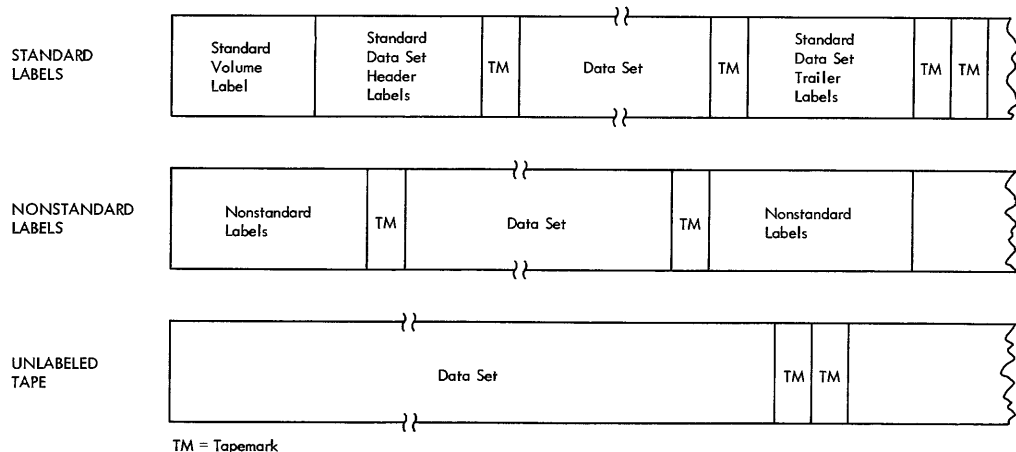 STANDARD
LABELS
Standard
Volume
Label
Standard
Data Set
Header
Labels
TM
Data Set
TM
Standard
Data Set
Trailer
Labels
TM
TM
NONSTANDARD
LABELS
Nonstandard
Labels
TM
Data Set
TM
Nonstandard
Labels
UNLABELED
TAPE
Data Set
TM
TM
TM = Tapemark